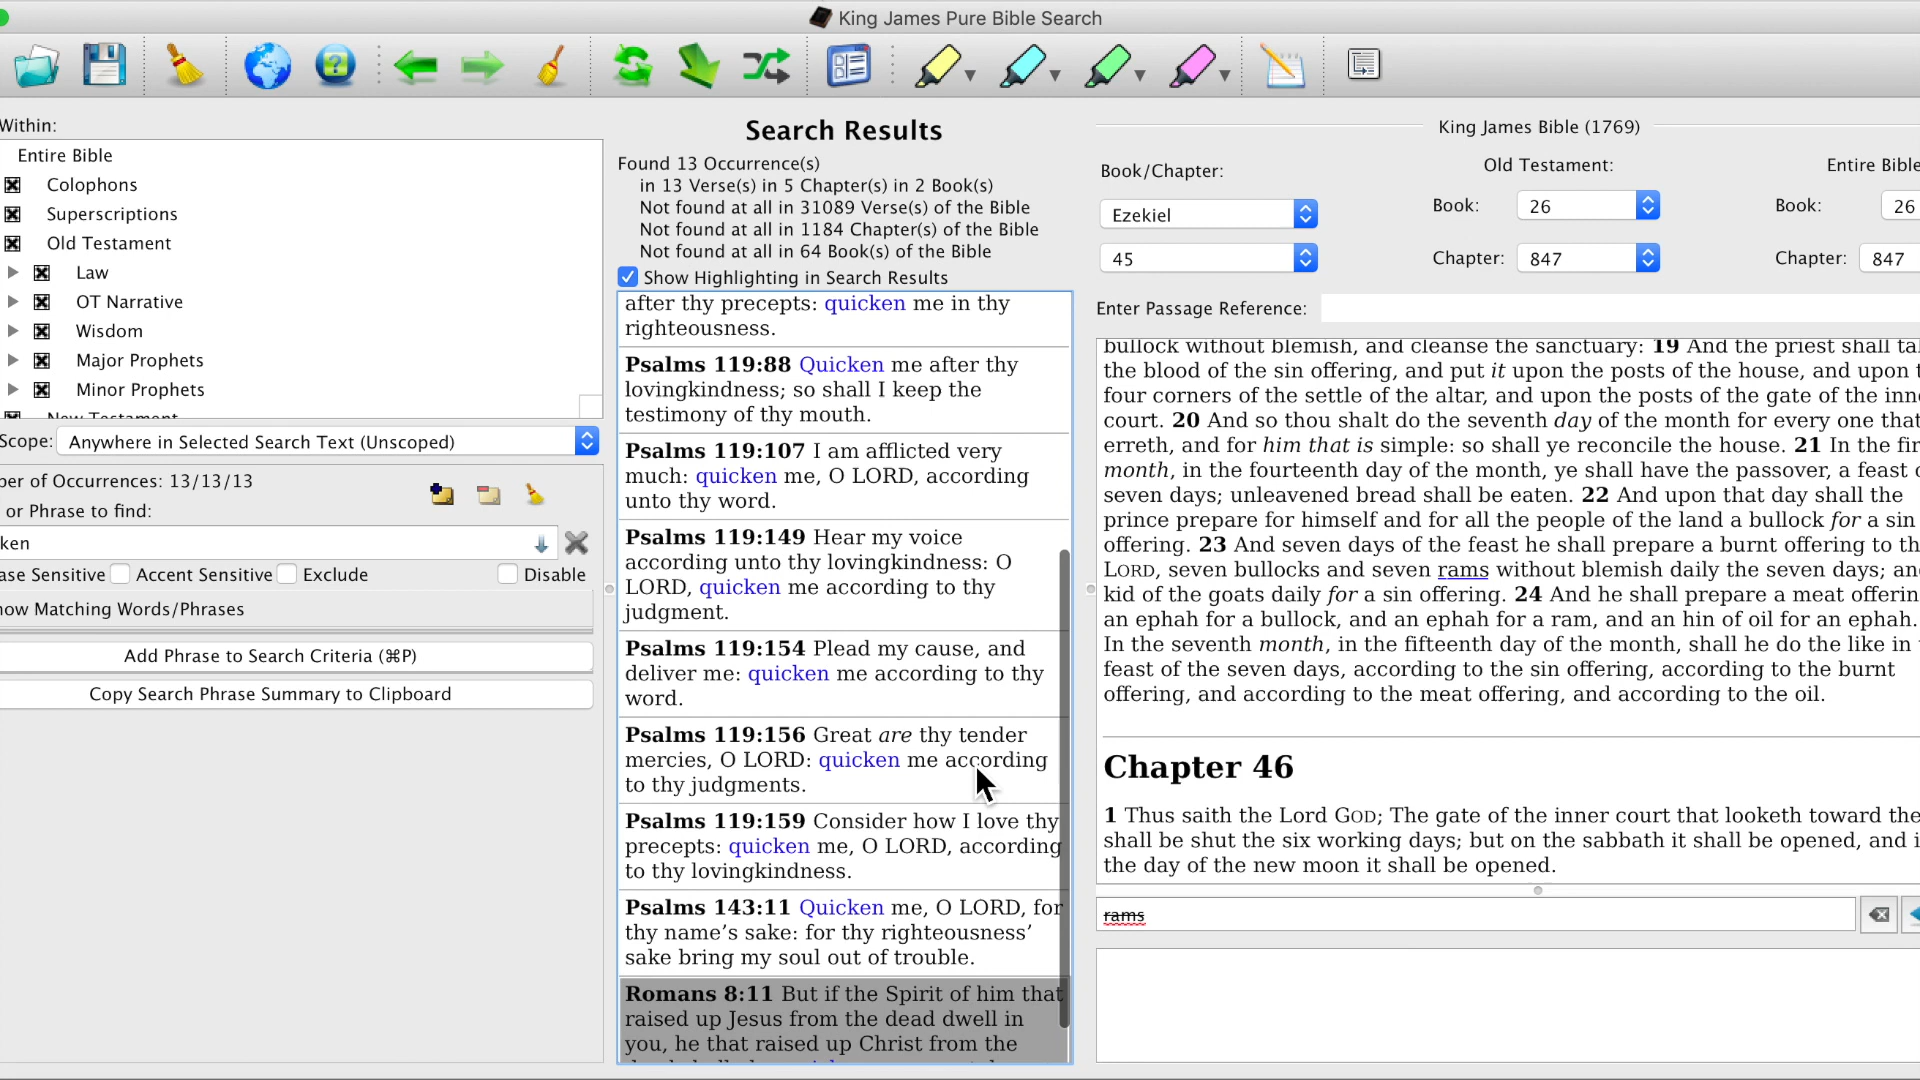 King James Pure Bible Search
Within:
Entire Bible
Colophons
Superscriptions
Old Testament
Law
OT Narrative
Wisdom
Major Prophets
Minor Prophets
New Testament
Scope: Anywhere in Selected Search Text (Unscoped)
ber of Occurrences: 13/13/13
or Phrase to find:
ken
ase Sensitive Accent Sensitive Exclude Disable
how Matching Words/Phrases
Add Phrase to Search Criteria (⌘P)
Copy Search Phrase Summary to Clipboard
Search Results
Found 13 Occurrence(s)
in 13 Verse(s) in 5 Chapter(s) in 2 Book(s)
Not found at all in 31089 Verse(s) of the Bible
Not found at all in 1184 Chapter(s) of the Bible
Not found at all in 64 Book(s) of the Bible
Show Highlighting in Search Results
after thy precepts: quicken me in thy
righteousness.
Psalms 119:88 Quicken me after thy
lovingkindness; so shall I keep the
testimony of thy mouth.
Psalms 119:107 I am afflicted very
much: quicken me, O LORD, according
unto thy word.
Psalms 119:149 Hear my voice
according unto thy lovingkindness: O
LORD, quicken me according to thy
judgment.
Psalms 119:154 Plead my cause, and
deliver me: quicken me according to thy
word.
Psalms 119:156 Great are thy tender
mercies, O LORD: quicken me according
to thy judgments.
Psalms 119:159 Consider how I love thy
precepts: quicken me, O LORD, according
to thy lovingkindness.
Psalms 143:11 Quicken me, O LORD, for
thy name’s sake: for thy righteousness’
sake bring my soul out of trouble.
Romans 8:11 But if the Spirit of him that
raised up Jesus from the dead dwell in
you, he that raised up Christ from the
King James Bible (1769)
Book/Chapter: Old Testament: Entire Bible
Ezekiel Book: 26 Book: 26
45 Chapter: 847 Chapter: 847
Enter Passage Reference:
bullock without blemish, and cleanse the sanctuary: 19 And the priest shall ta
the blood of the sin offering, and put it upon the posts of the house, and upon t
four corners of the settle of the altar, and upon the posts of the gate of the inn
court. 20 And so thou shalt do the seventh day of the month for every one that
erreth, and for him that is simple: so shall ye reconcile the house. 21 In the fir
month, in the fourteenth day of the month, ye shall have the passover, a feast o
seven days; unleavened bread shall be eaten. 22 And upon that day shall the
prince prepare for himself and for all the people of the land a bullock for a sin
offering. 23 And seven days of the feast he shall prepare a burnt offering to th
LORD, seven bullocks and seven rams without blemish daily the seven days; an
kid of the goats daily for a sin offering. 24 And he shall prepare a meat offerin
an ephah for a bullock, and an ephah for a ram, and an hin of oil for an ephah.
In the seventh month, in the fifteenth day of the month, shall he do the like in
feast of the seven days, according to the sin offering, according to the burnt
offering, and according to the meat offering, and according to the oil.
Chapter 46
1 Thus saith the Lord GOD; The gate of the inner court that looketh toward the
shall be shut the six working days; but on the sabbath it shall be opened, and i
the day of the new moon it shall be opened.
rams